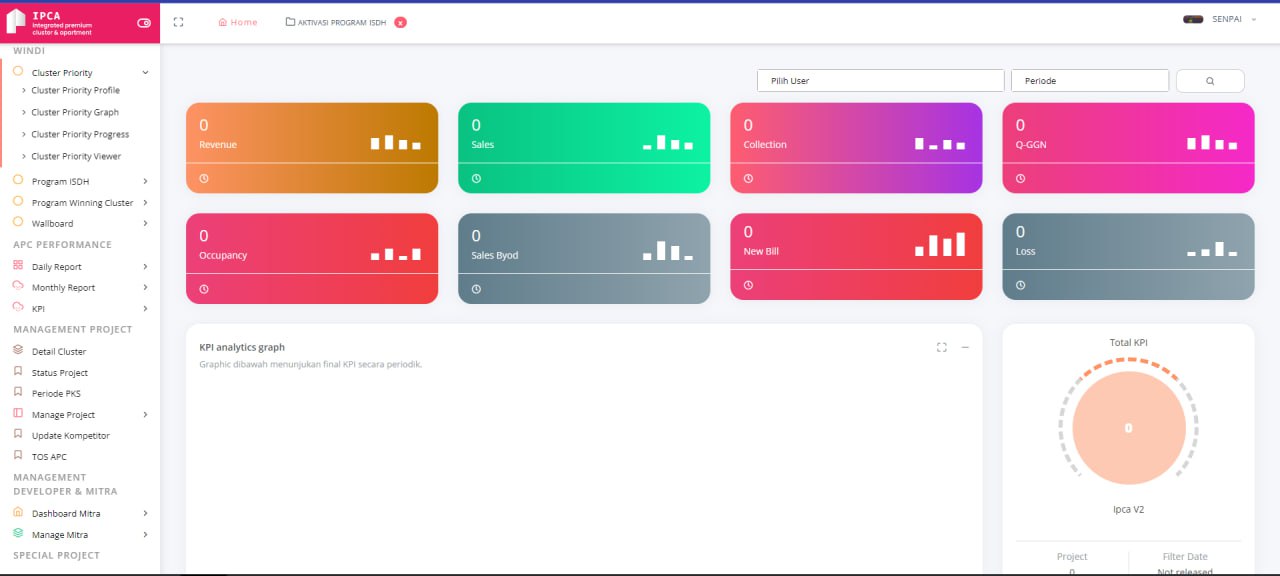 IPCA
Integrated premium
cluster & apartment
Home
AKTIVASI PROGRAM ISDH
x
SENPAI
WINDI
Cluster Priority
Cluster Priority Profile
Cluster Priority Graph
Cluster Priority Progress
Cluster Priority Viewer
Program ISDH
Program Winning Cluster
Wallboard
APC PERFORMANCE
Daily Report
Monthly Report
KPI
MANAGEMENT PROJECT
Detail Cluster
Status Project
Periode PKS
Manage Project
Update Kompetitor
TOS APC
MANAGEMENT
DEVELOPER & MITRA
Dashboard Mitra
Manage Mitra
SPECIAL PROJECT
Pilih User
Periode
0
Revenue
0
Sales
0
Collection
0
Q-GGN
0
Occupancy
0
Sales Byod
0
New Bill
0
Loss
KPI analytics graph
Graphic dibawah menunjukan final KPI secara periodik.
Total KPI
0
Ipca V2
Project
0
Filter Date
Not released